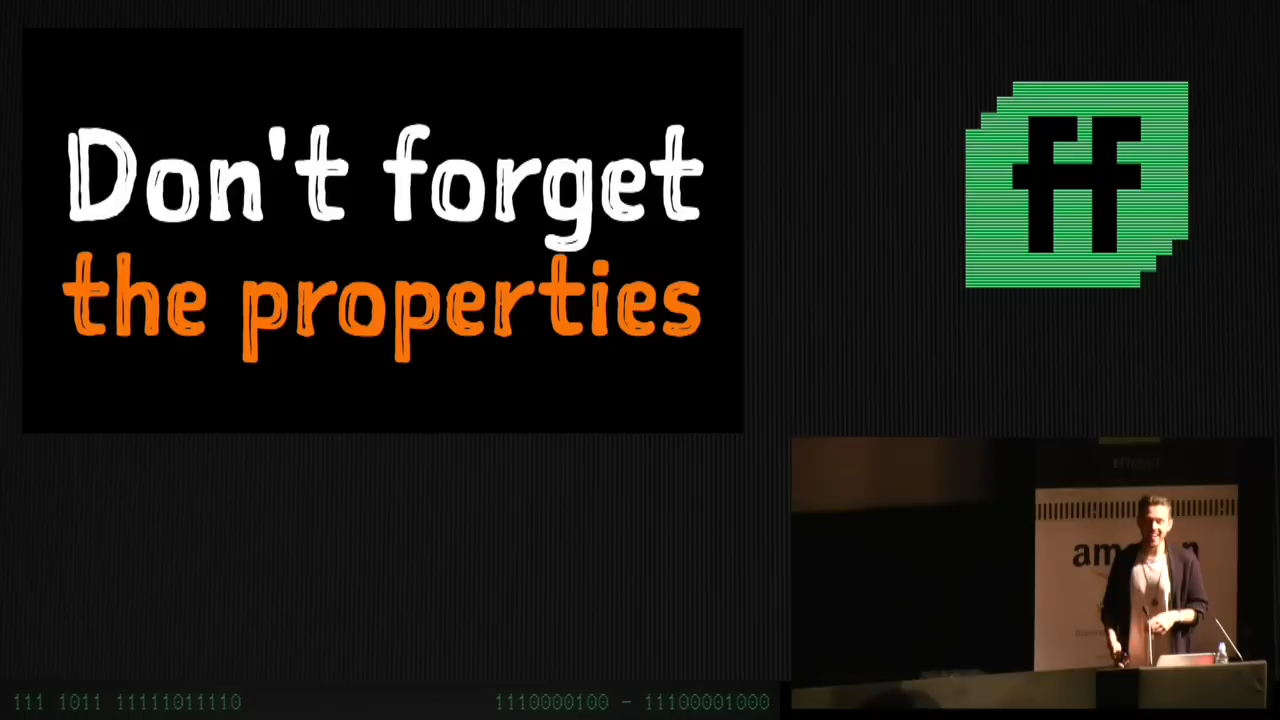 Don't forget
the properties
ff
111 1011 11111011110
1110000100 - 11100001000